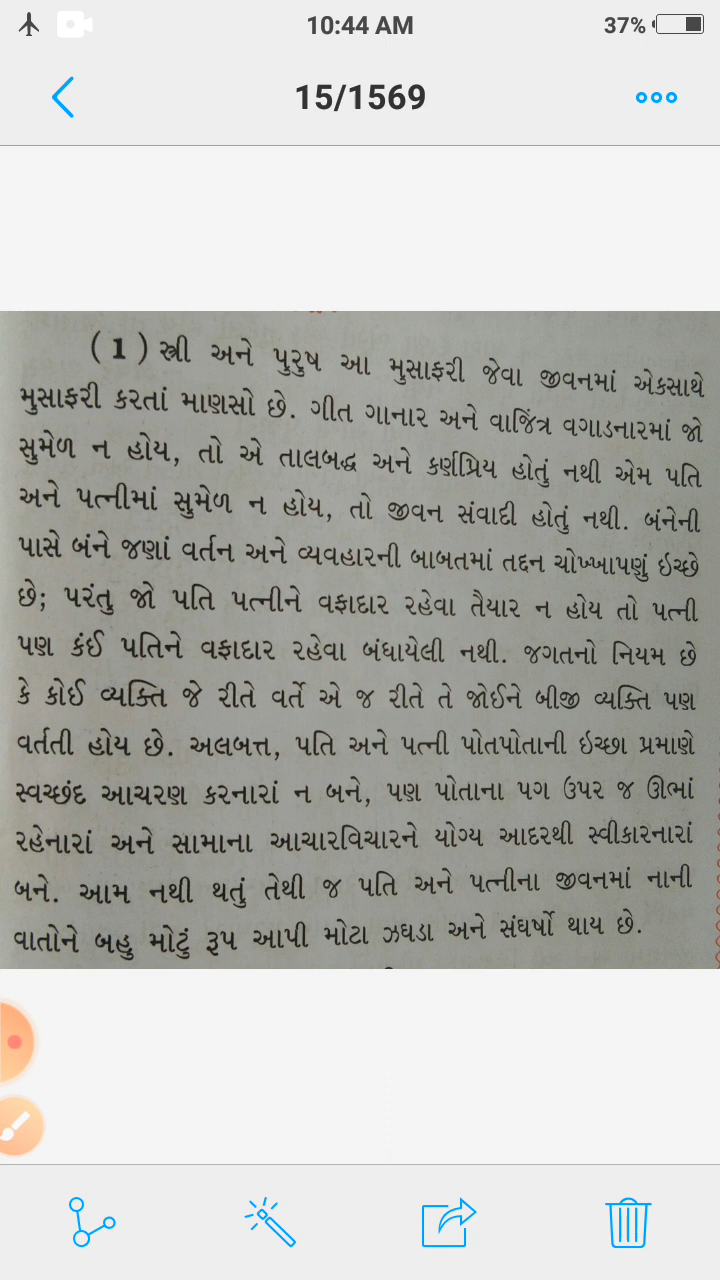 10:44 AM
37%
15/1569
(1) સ્ત્રી અને પુરુષ આ મુસાફરી જેવા જીવનમાં એકસાથે
મુસાફરી કરતાં માણસો છે. ગીત ગાનાર અને વાજિંત્ર વગાડનારમાં જો
સુમેળ ન હોય, તો એ તાલબદ્ધ અને કર્ણપ્રિય હોતું નથી એમ પતિ
અને પત્નીમાં સુમેળ ન હોય, તો જીવન સંવાદી હોતું નથી. બંનેની
પાસે બંને જણાં વર્તન અને વ્યવહારની બાબતમાં તદ્દન ચોખ્ખાપણું ઇચ્છે
છે; પરંતુ જો પતિ પત્નીને વફાદાર રહેવા તૈયાર ન હોય તો પત્ની
પણ કંઈ પતિને વફાદાર રહેવા બંધાયેલી નથી. જગતનો નિયમ છે
કે કોઈ વ્યક્તિ જે રીતે વર્તે એ જ રીતે તે જોઈને બીજી વ્યક્તિ પણ
વર્તતી હોય છે. અલબત્ત, પતિ અને પત્ની પોતપોતાની ઇચ્છા પ્રમાણે
સ્વચ્છંદ આચરણ કરનારાં ન બને, પણ પોતાના પગ ઉપર જ ઊભાં
રહેનારાં અને સામાના આચારવિચારને યોગ્ય આદરથી સ્વીકારનારાં
બને. આમ નથી થતું તેથી જ પતિ અને પત્નીના જીવનમાં નાની
વાતોને બહુ મોટું રૂપ આપી મોટા ઝઘડા અને સંઘર્ષો થાય છે.